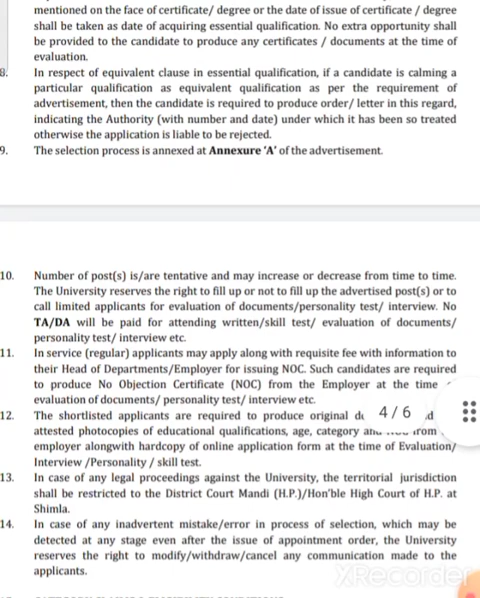 mentioned on the face of certificate/ degree or the date of issue of certificate / degree
shall be taken as date of acquiring essential qualification. No extra opportunity shall
be provided to the candidate to produce any certificates / documents at the time of
evaluation.
8. In respect of equivalent clause in essential qualification, if a candidate is calming a
particular qualification as equivalent qualification as per the requirement of
advertisement, then the candidate is required to produce order/ letter in this regard,
indicating the Authority (with number and date) under which it has been so treated
otherwise the application is liable to be rejected.
9. The selection process is annexed at Annexure 'A' of the advertisement.
10. Number of post(s) is/are tentative and may increase or decrease from time to time.
The University reserves the right to fill up or not to fill up the advertised post(s) or to
call limited applicants for evaluation of documents/personality test/ interview. No
TA/DA will be paid for attending written/skill test/ evaluation of documents/
personality test/ interview etc.
11. In service (regular) applicants may apply along with requisite fee with information to
their Head of Departments/Employer for issuing NOC. Such candidates are required
to produce No Objection Certificate (NOC) from the Employer at the time
evaluation of documents/ personality test/ interview etc.
12. The shortlisted applicants are required to produce original
4 / 6
attested photocopies of educational qualifications, age, category from
employer alongwith hardcopy of online application form at the time of Evaluation/
Interview /Personality / skill test.
13. In case of any legal proceedings against the University, the territorial jurisdiction
shall be restricted to the District Court Mandi (H.P.)/Hon'ble High Court of H.P. at
Shimla.
14. In case of any inadvertent mistake/error in process of selection, which may be
detected at any stage even after the issue of appointment order, the University
reserves the right to modify/withdraw/cancel any communication made to the
applicants.
XRecorder